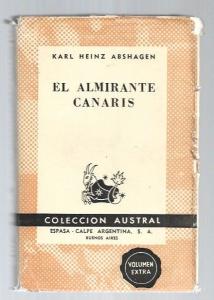 KARL HEINZ ABSHAGEN
EL ALMIRANTE
CANARIS
COLECCION AUSTRAL
ESPASA - CALPE ARGENTINA, S. A.
BUENOS AIRES
VOLUMEN
EXTRA